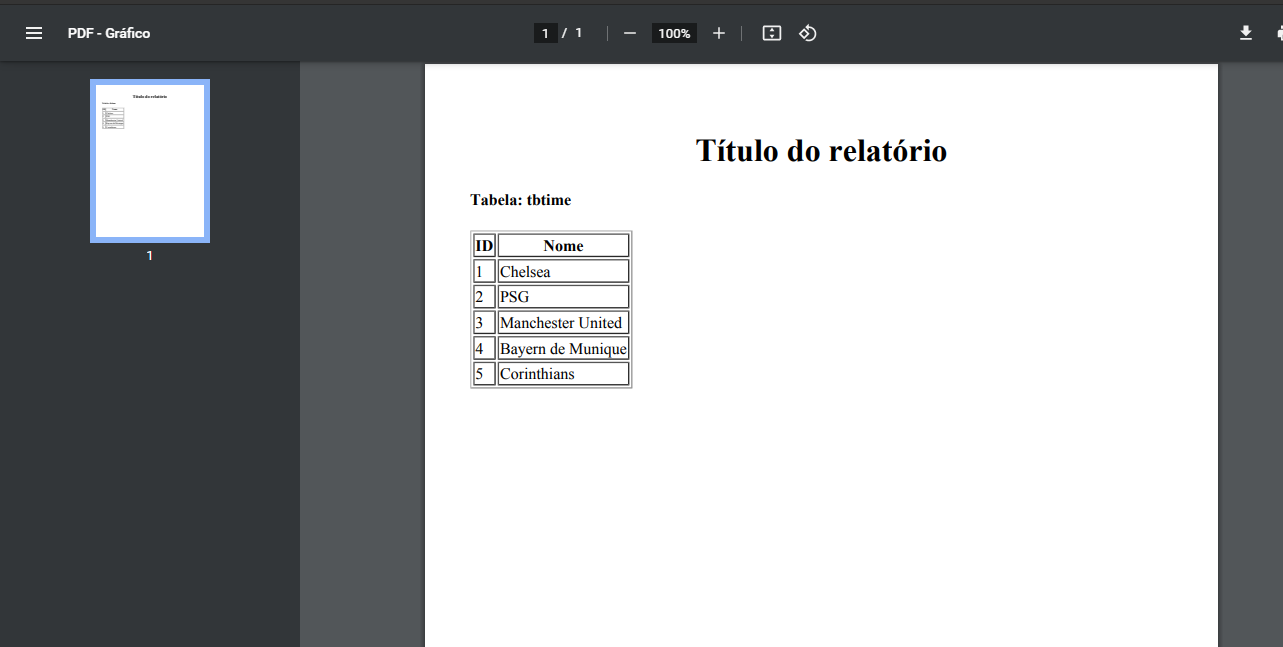 PDF - Gráfico
1 / 1
100%
1
Título do relatório
Tabela: tbtime
ID Nome
1 Chelsea
2 PSG
3 Manchester United
4 Bayern de Munique
5 Corinthians